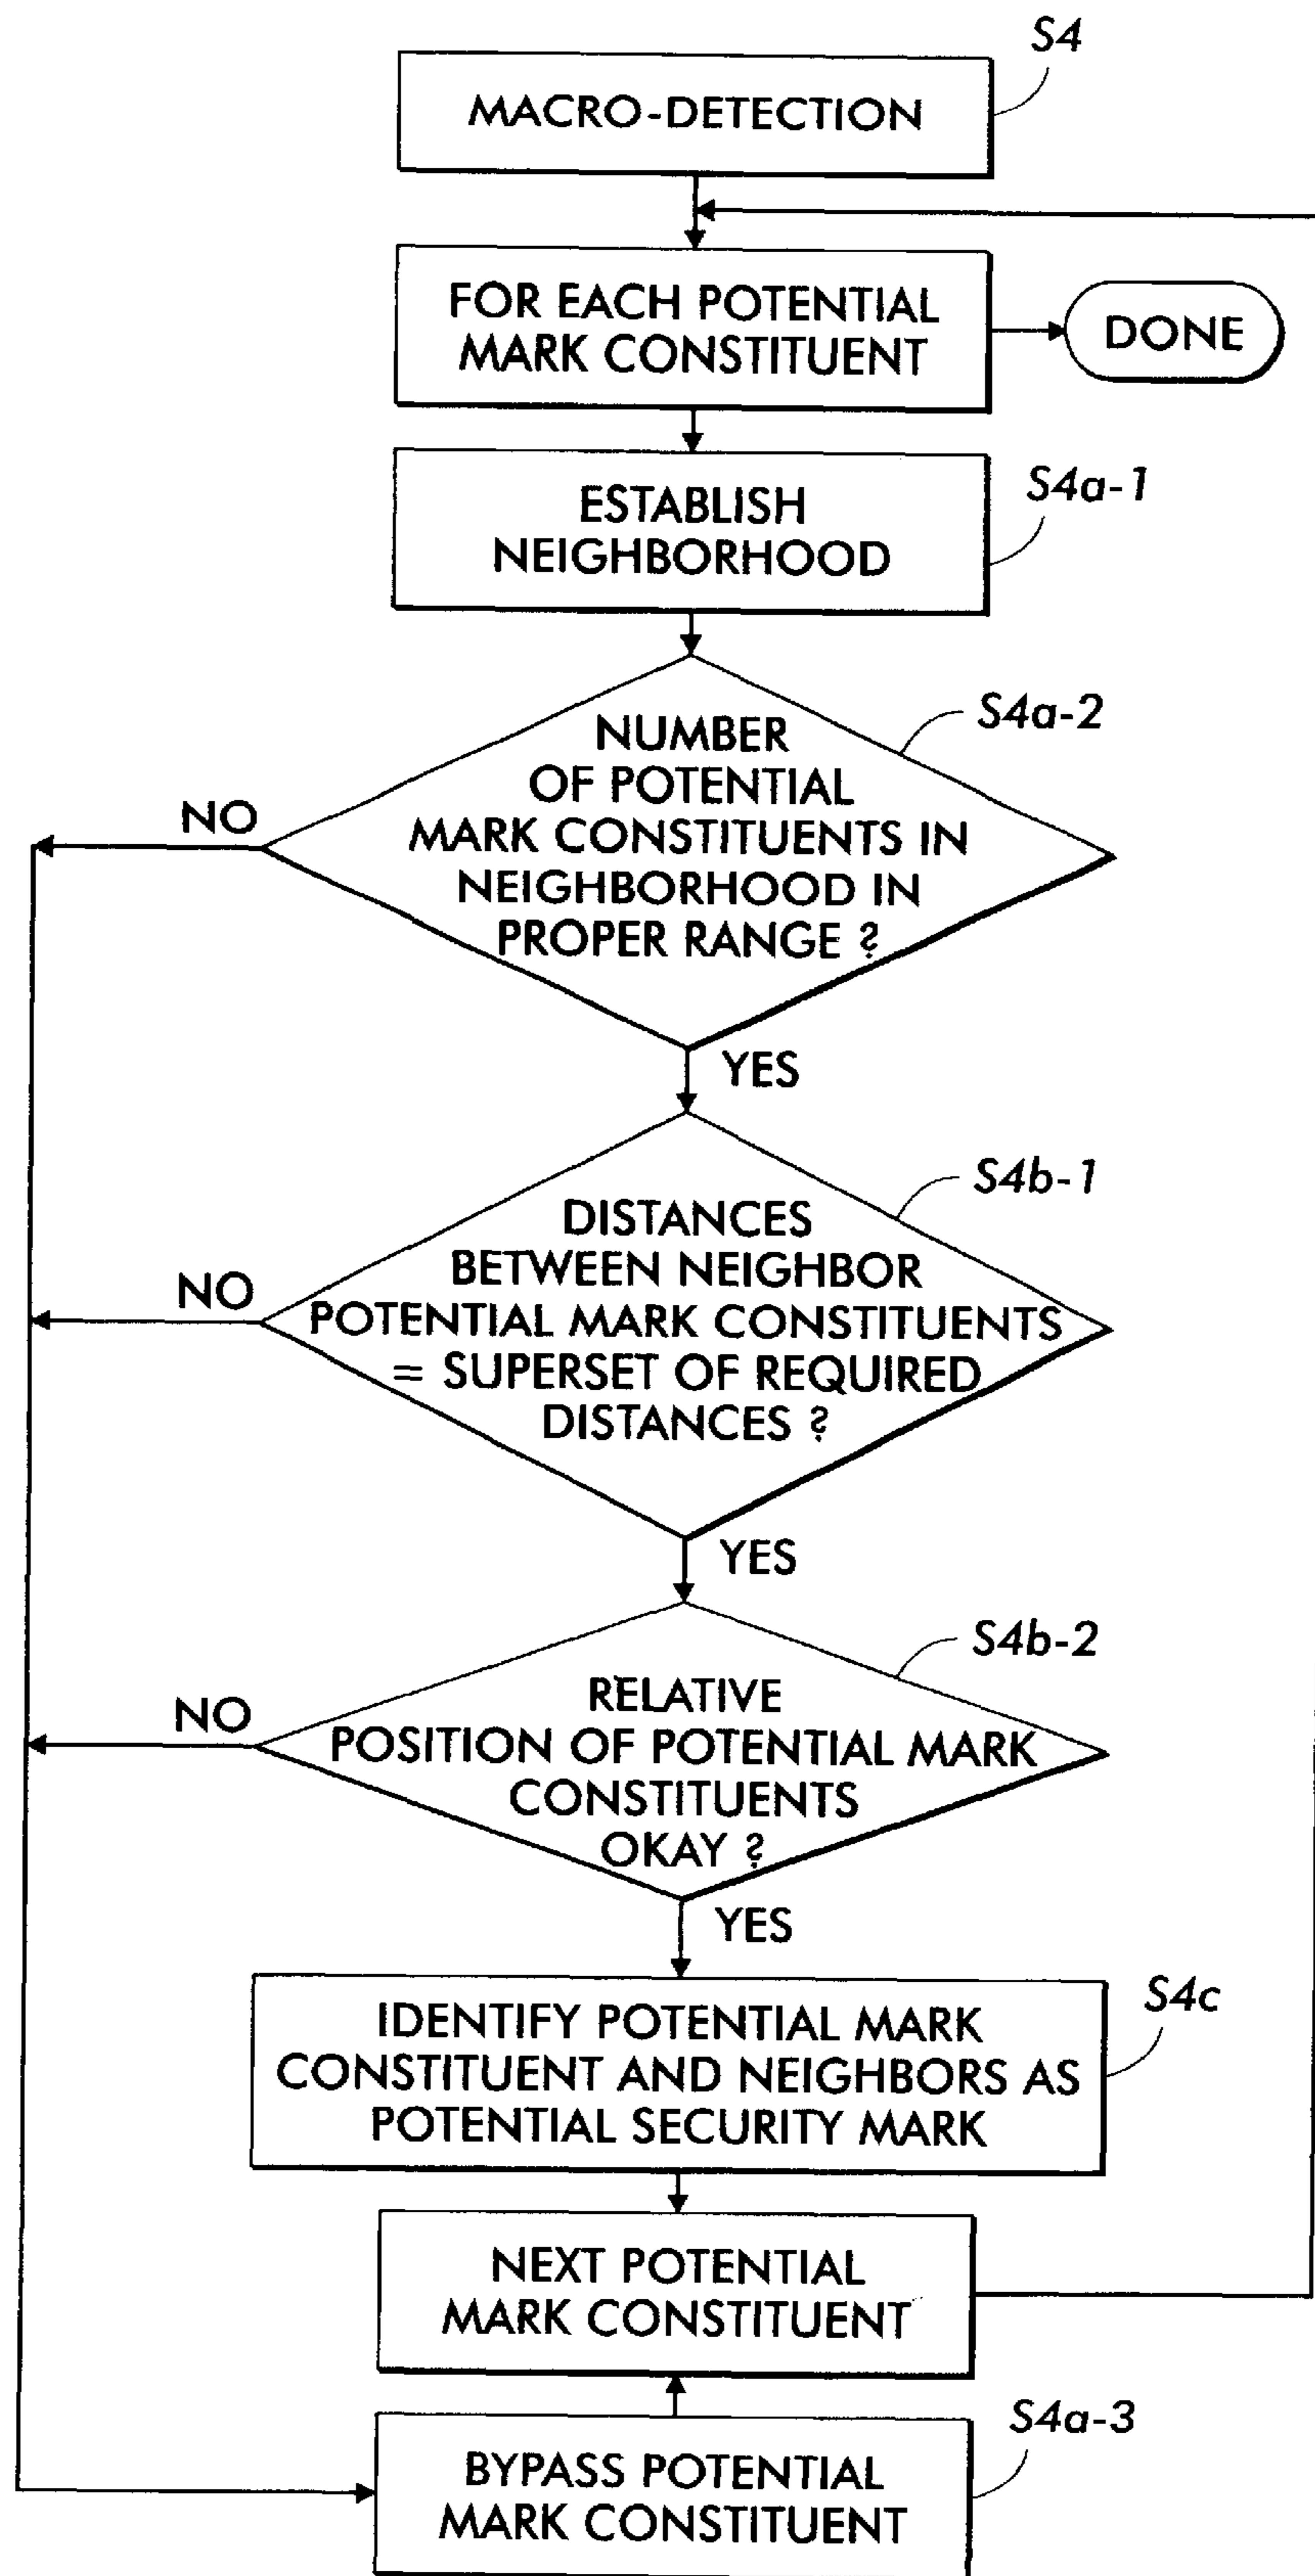 S4
MACRO-DETECTION
FOR EACH POTENTIAL
MARK CONSTITUENT
DONE
S4a-1
ESTABLISH
NEIGHBORHOOD
S4a-2
NUMBER
OF POTENTIAL
MARK CONSTITUENTS IN
NEIGHBORHOOD IN
PROPER RANGE ?
NO
YES
S4b-1
DISTANCES
BETWEEN NEIGHBOR
POTENTIAL MARK CONSTITUENTS
= SUPERSET OF REQUIRED
DISTANCES ?
NO
YES
S4b-2
RELATIVE
POSITION OF POTENTIAL MARK
CONSTITUENTS
OKAY ?
NO
YES
S4c
IDENTIFY POTENTIAL MARK
CONSTITUENT AND NEIGHBORS AS
POTENTIAL SECURITY MARK
NEXT POTENTIAL
MARK CONSTITUENT
S4a-3
BYPASS POTENTIAL
MARK CONSTITUENT